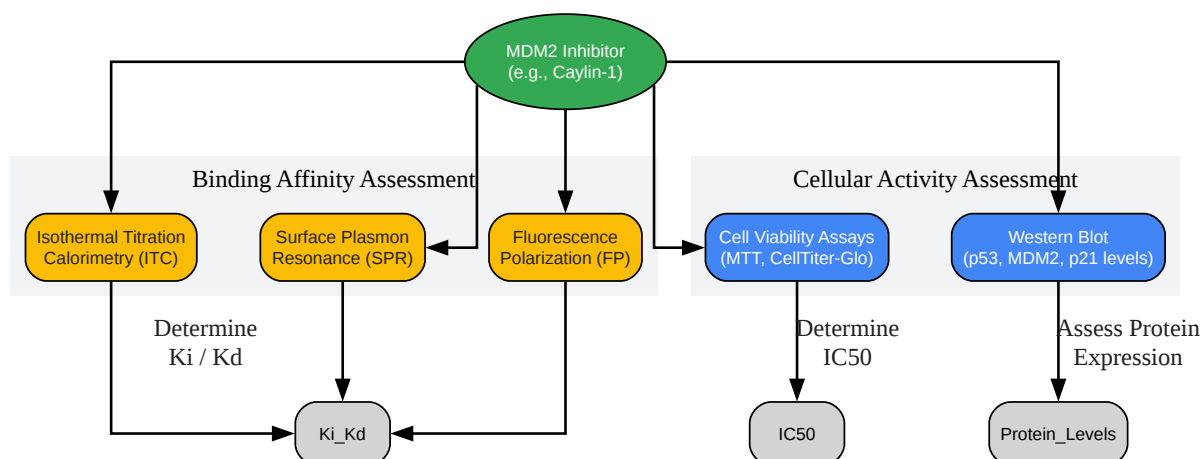 MDM2 Inhibitor
(e.g., Caylin-1)
Binding Affinity Assessment
Cellular Activity Assessment
Isothermal Titration
Calorimetry (ITC)
Surface Plasmon
Resonance (SPR)
Fluorescence
Polarization (FP)
Cell Viability Assays
(MTT, CellTiter-Glo)
Western Blot
(p53, MDM2, p21 levels)
Determine
Ki / Kd
Determine
IC50
Assess Protein
Expression
Ki_Kd
IC50
Protein_Levels